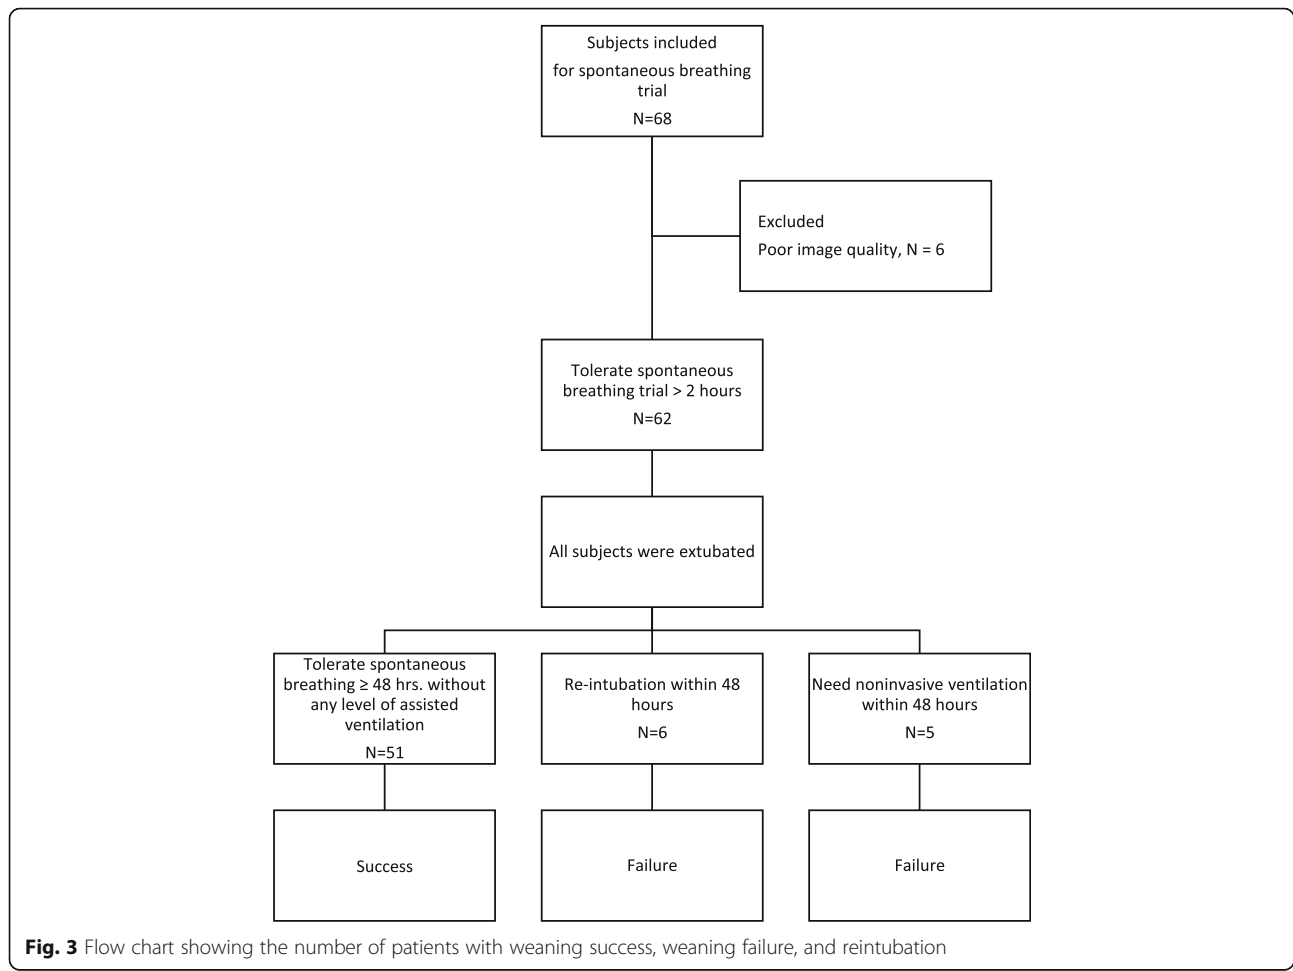 Subjects included
for spontaneous breathing
trial
N=68
Excluded
Poor image quality, N = 6
Tolerate spontaneous
breathing trial > 2 hours
N=62
All subjects were extubated
Tolerate spontaneous
breathing ≥ 48 hrs. without
any level of assisted
ventilation
N=51
Re-intubation within 48
hours
N=6
Need noninvasive ventilation
within 48 hours
N=5
Success
Failure
Failure
Fig. 3 Flow chart showing the number of patients with weaning success, weaning failure, and reintubation